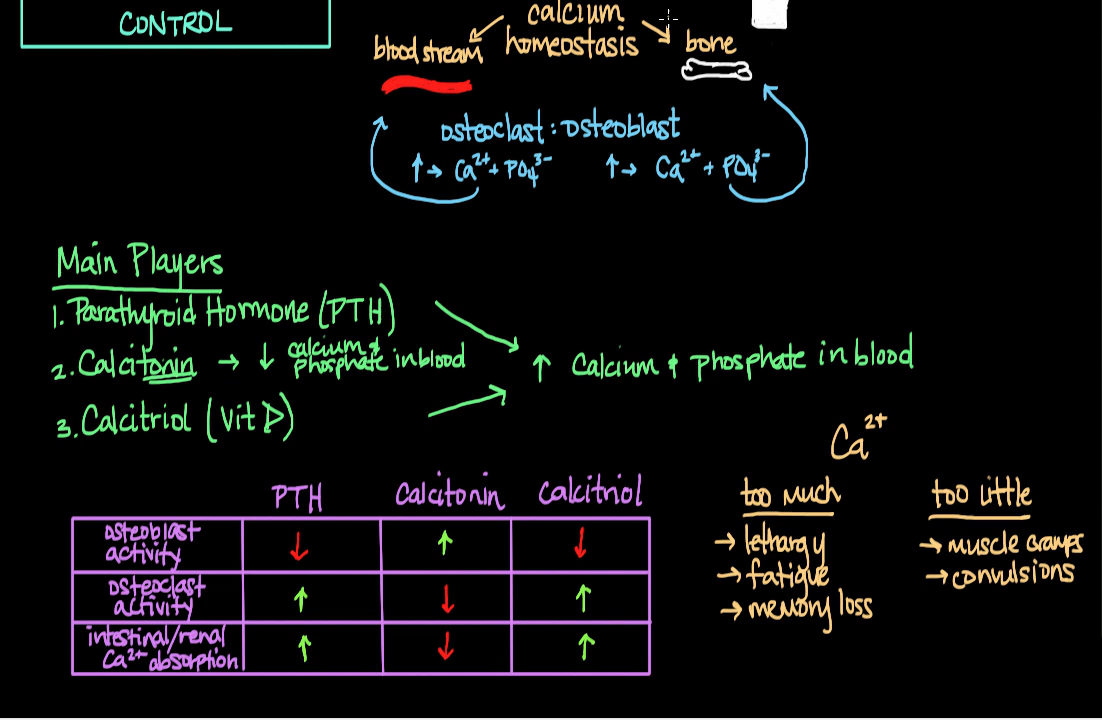 CONTROL
calcium
homeostasis
blood stream
bone
osteoclast : osteoblast
↑ → Ca²⁺ + PO₄³⁻
↑ → Ca²⁺ + PO₄³⁻
Main Players
1. Parathyroid Hormone (PTH)
2. Calcitonin → ↓ calcium & phosphate in blood
3. Calcitriol (Vit D)
↑ Calcium & phosphate in blood
PTH Calcitonin Calcitriol
osteoblast activity ↓ ↑ ↓
osteoclast activity ↑ ↓ ↑
intestinal/renal Ca²⁺ absorption ↑ ↓ ↑
Ca²⁺
too much
→ lethargy
→ fatigue
→ memory loss
too little
→ muscle cramps
→ convulsions